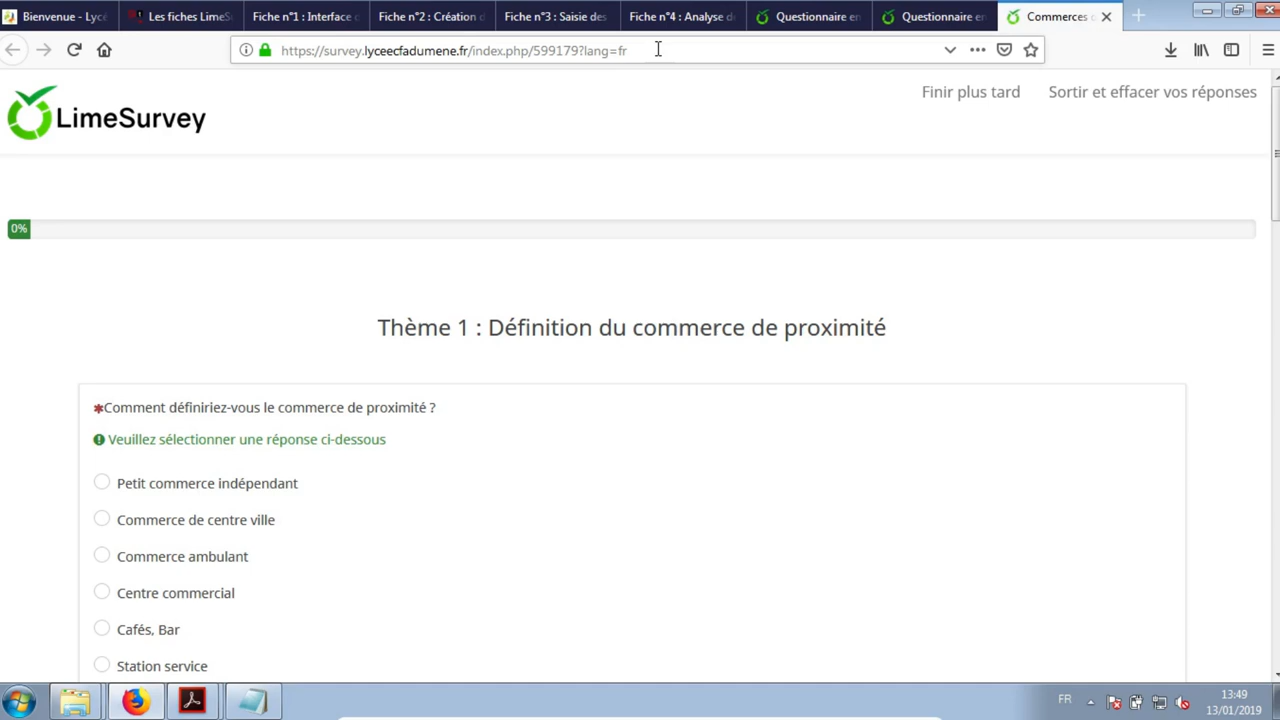 Bienvenue - Lycé
Les fiches LimeSu
Fiche n°1 : Interface d
Fiche n°2 : Création d
Fiche n°3 : Saisie des
Fiche n°4 : Analyse de
Questionnaire en
Questionnaire en
Commerces d
https://survey.lyceecfadumene.fr/index.php/599179?lang=fr
LimeSurvey
Finir plus tard
Sortir et effacer vos réponses
0%
Thème 1 : Définition du commerce de proximité
Comment définiriez-vous le commerce de proximité ?
Veuillez sélectionner une réponse ci-dessous
Petit commerce indépendant
Commerce de centre ville
Commerce ambulant
Centre commercial
Cafés, Bar
Station service
FR
13:49
13/01/2019